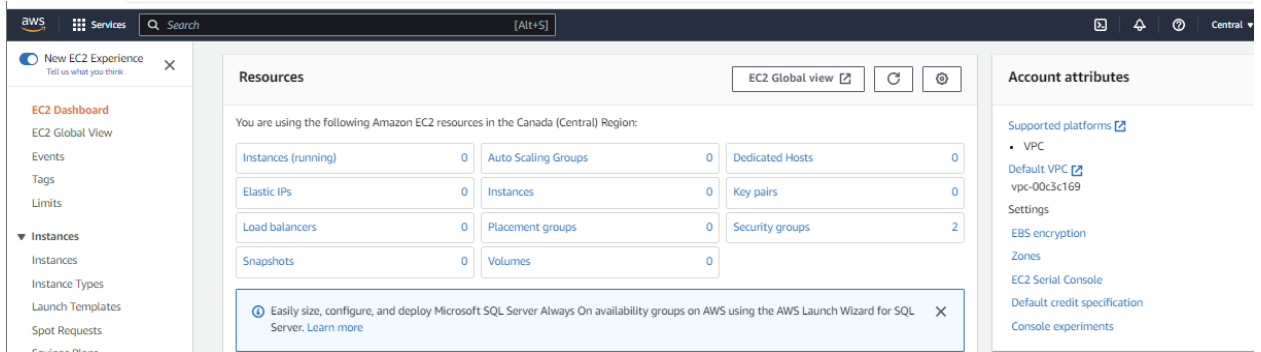 aws
Services
Search
[Alt+S]
Central
New EC2 Experience
Tell us what you think
EC2 Dashboard
EC2 Global View
Events
Tags
Limits
Instances
Instances
Instance Types
Launch Templates
Spot Requests
Savings Plans
Resources
EC2 Global view
You are using the following Amazon EC2 resources in the Canada (Central) Region:
Instances (running) 0
Auto Scaling Groups 0
Dedicated Hosts 0
Elastic IPs 0
Instances 0
Key pairs 0
Load balancers 0
Placement groups 0
Security groups 2
Snapshots 0
Volumes 0
Easily size, configure, and deploy Microsoft SQL Server Always On availability groups on AWS using the AWS Launch Wizard for SQL
Server. Learn more
Account attributes
Supported platforms
• VPC
Default VPC
vpc-00c3c169
Settings
EBS encryption
Zones
EC2 Serial Console
Default credit specification
Console experiments